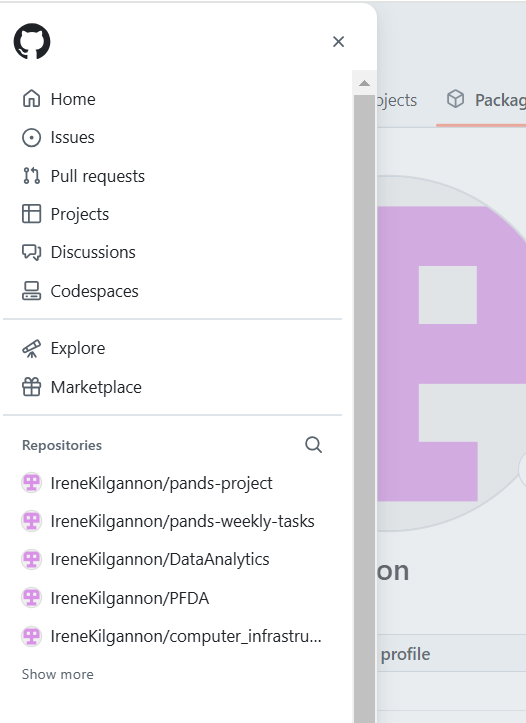 Home
ojects
Packag
Issues
Pull requests
Projects
Discussions
Codespaces
Explore
Marketplace
Repositories
IreneKilgannon/pands-project
IreneKilgannon/pands-weekly-tasks
IreneKilgannon/DataAnalytics
on
IreneKilgannon/PFDA
IreneKilgannon/computer_infrastru...
profile
Show more